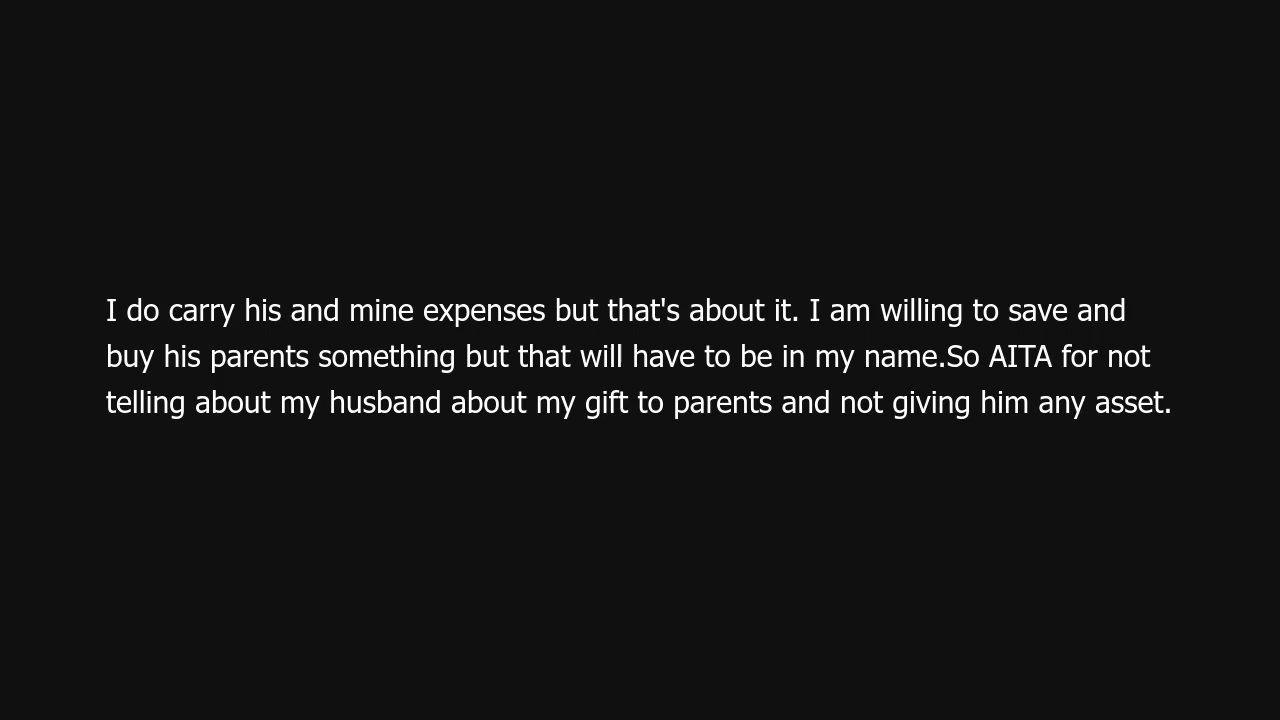 I do carry his and mine expenses but that's about it. I am willing to save and
buy his parents something but that will have to be in my name.So AITA for not
telling about my husband about my gift to parents and not giving him any asset.